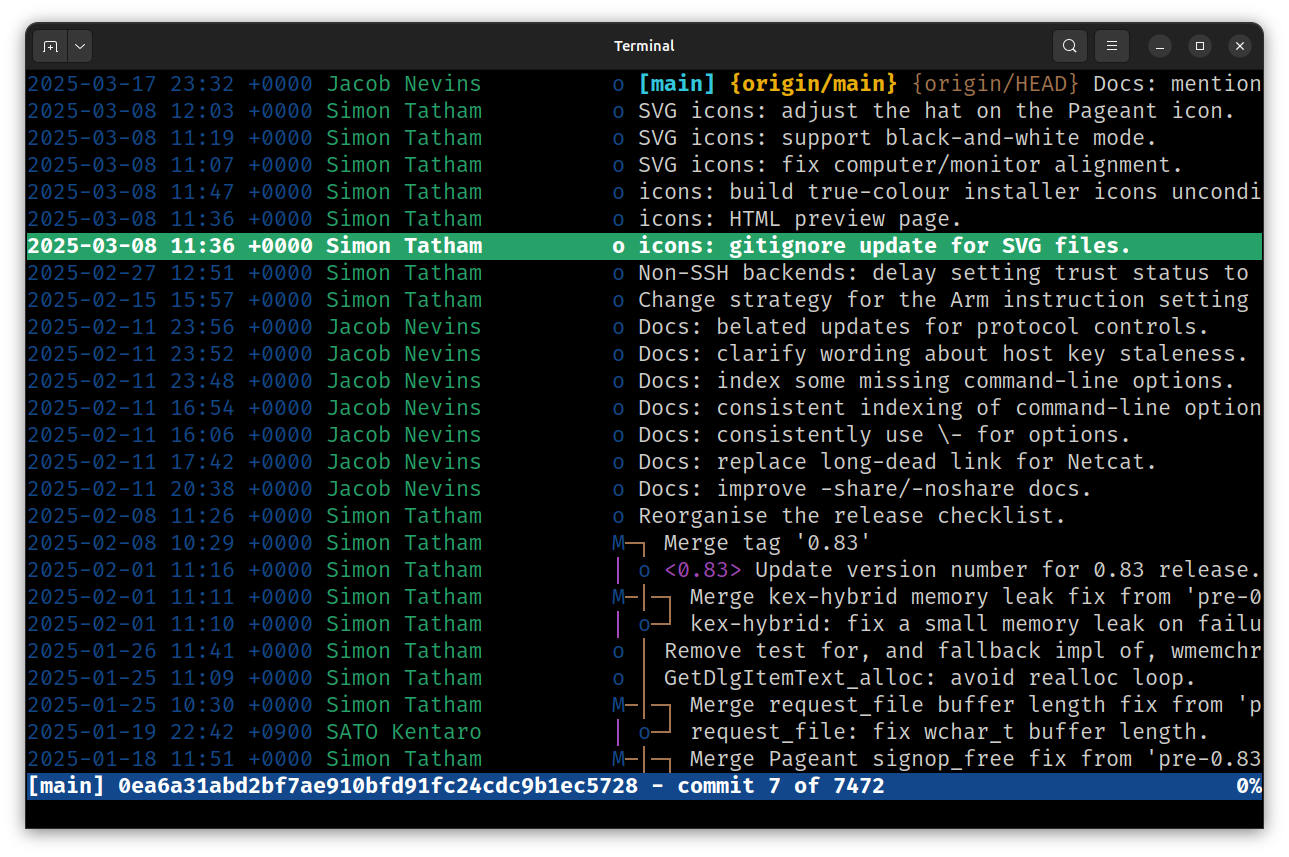 Terminal
2025-03-17 23:32 +0000 Jacob Nevins o [main] {origin/main} {origin/HEAD} Docs: mention
2025-03-08 12:03 +0000 Simon Tatham o SVG icons: adjust the hat on the Pageant icon.
2025-03-08 11:19 +0000 Simon Tatham o SVG icons: support black-and-white mode.
2025-03-08 11:07 +0000 Simon Tatham o SVG icons: fix computer/monitor alignment.
2025-03-08 11:47 +0000 Simon Tatham o icons: build true-colour installer icons uncondi
2025-03-08 11:36 +0000 Simon Tatham o icons: HTML preview page.
2025-03-08 11:36 +0000 Simon Tatham o icons: gitignore update for SVG files.
2025-02-27 12:51 +0000 Simon Tatham o Non-SSH backends: delay setting trust status to
2025-02-15 15:57 +0000 Simon Tatham o Change strategy for the Arm instruction setting
2025-02-11 23:56 +0000 Jacob Nevins o Docs: belated updates for protocol controls.
2025-02-11 23:52 +0000 Jacob Nevins o Docs: clarify wording about host key staleness.
2025-02-11 23:48 +0000 Jacob Nevins o Docs: index some missing command-line options.
2025-02-11 16:54 +0000 Jacob Nevins o Docs: consistent indexing of command-line option
2025-02-11 16:06 +0000 Jacob Nevins o Docs: consistently use \- for options.
2025-02-11 17:42 +0000 Jacob Nevins o Docs: replace long-dead link for Netcat.
2025-02-11 20:38 +0000 Jacob Nevins o Docs: improve -share/-noshare docs.
2025-02-08 11:26 +0000 Simon Tatham o Reorganise the release checklist.
2025-02-08 10:29 +0000 Simon Tatham M─┐ Merge tag '0.83'
2025-02-01 11:16 +0000 Simon Tatham │ o <0.83> Update version number for 0.83 release.
2025-02-01 11:11 +0000 Simon Tatham M─│─┐ Merge kex-hybrid memory leak fix from 'pre-0
2025-02-01 11:10 +0000 Simon Tatham │ o─┘ kex-hybrid: fix a small memory leak on failu
2025-01-26 11:41 +0000 Simon Tatham o │ Remove test for, and fallback impl of, wmemchr
2025-01-25 11:09 +0000 Simon Tatham o │ GetDlgItemText_alloc: avoid realloc loop.
2025-01-25 10:30 +0000 Simon Tatham M─│─┐ Merge request_file buffer length fix from 'p
2025-01-19 22:42 +0900 SATO Kentaro │ o─┘ request_file: fix wchar_t buffer length.
2025-01-18 11:51 +0000 Simon Tatham M─│─┐ Merge Pageant signop_free fix from 'pre-0.83
[main] 0ea6a31abd2bf7ae910bfd91fc24cdc9b1ec5728 - commit 7 of 7472 0%